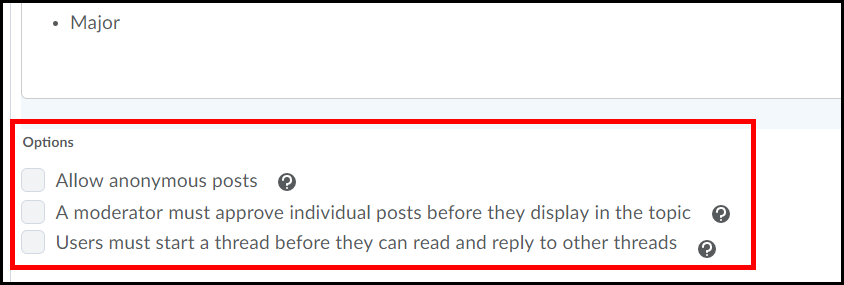 Major
Options
Allow anonymous posts
A moderator must approve individual posts before they display in the topic
Users must start a thread before they can read and reply to other threads